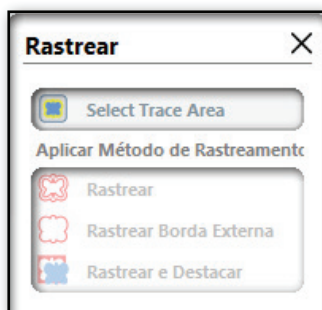 Rastrear
Select Trace Area
Aplicar Método de Rastreamento
Rastrear
Rastrear Borda Externa
Rastrear e Destacar